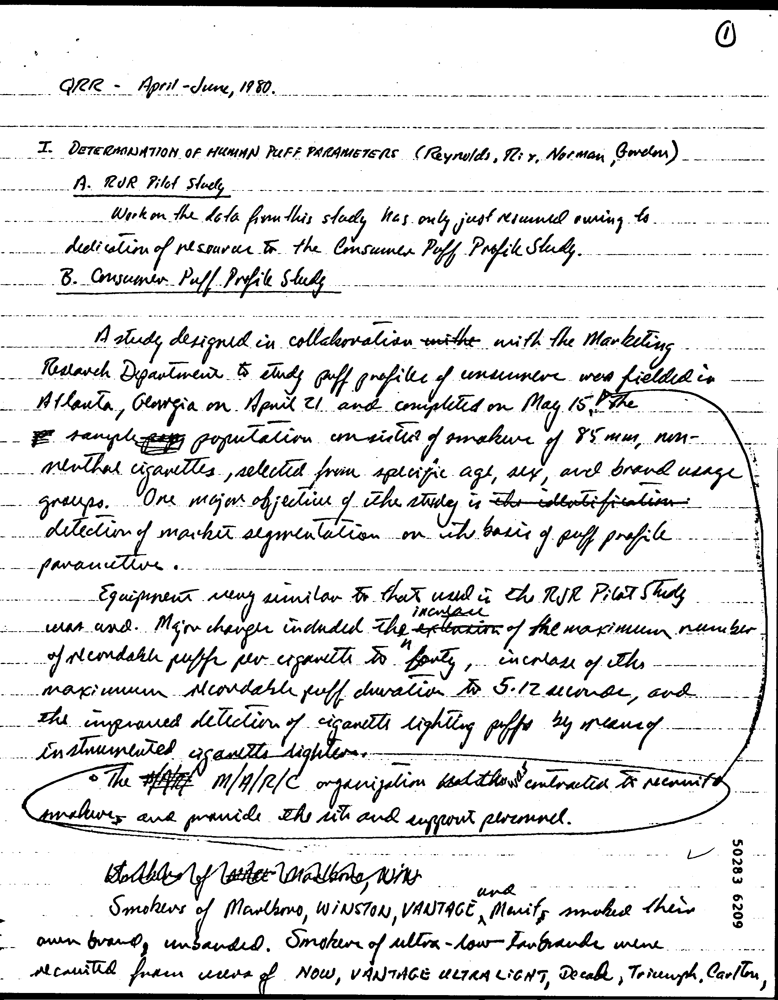 ①
QRR - April-June, 1980.
I. DETERMINATION OF HUMAN PUFF PARAMETERS (Reynolds, Rix, Norman, Gordon)
A. RJR Pilot Study
Work on the data from this study has only just resumed owing to
dedication of resources to the Consumer Puff Profile Study.
B. Consumer Puff Profile Study
A study designed in collaboration with the Marketing
Research Department to study puff profiles of consumers was fielded in
Atlanta, Georgia on April 21 and completed on May 15. The
sample population consisted of smokers of 85 mm, non-
menthol cigarettes, selected from specific age, sex, and brand usage
groups. One major objective of the study is the identification
detection of market segmentation on the basis of puff profile
parameters.
Equipment very similar to that used in the RJR Pilot Study
increase
was used. Major changes included the extension of the maximum number
of recordable puffs per cigarette to forty, increase of the
maximum recordable puff duration to 5.12 seconds, and
the improved detection of cigarette lighting puffs by means of
instrumented cigarette lighters.
The M/A/R/C organization contracted to recruit
smokers and provide the site and support personnel.
50283 6209
and
Smokers of Marlboro, WINSTON, VANTAGE, Merit, smoked their
own brand, unbanded. Smokers of ultra-low tar brands were
recruited from users of NOW, VANTAGE ULTRA LIGHT, Decade, Triumph, Carlton,